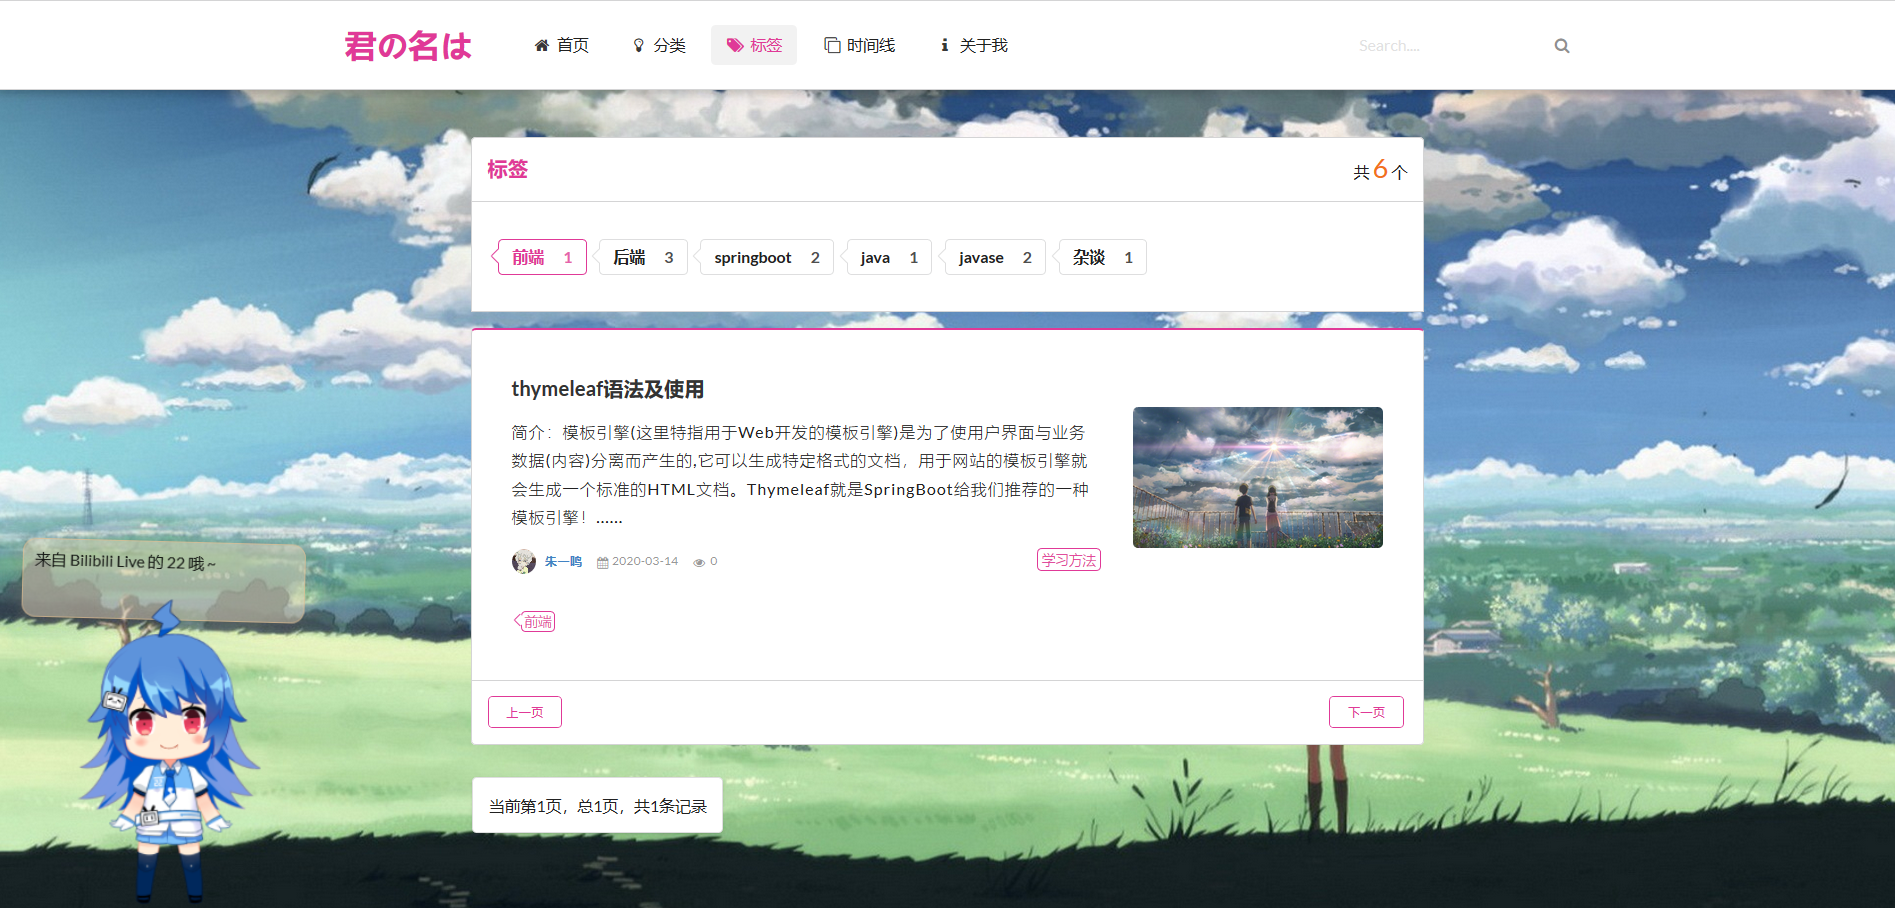 君の名は
首页
分类
标签
时间线
关于我
Search....
标签
共6个
前端 1
后端 3
springboot 2
java 1
javase 2
杂谈 1
thymeleaf语法及使用
简介：模板引擎(这里特指用于Web开发的模板引擎)是为了使用户界面与业务
数据(内容)分离而产生的,它可以生成特定格式的文档，用于网站的模板引擎就
会生成一个标准的HTML文档。Thymeleaf就是SpringBoot给我们推荐的一种
模板引擎！......
朱一鸣 2020-03-14 0
学习方法
前端
上一页
下一页
当前第1页，总1页，共1条记录
来自 Bilibili Live 的 22 哦 ~